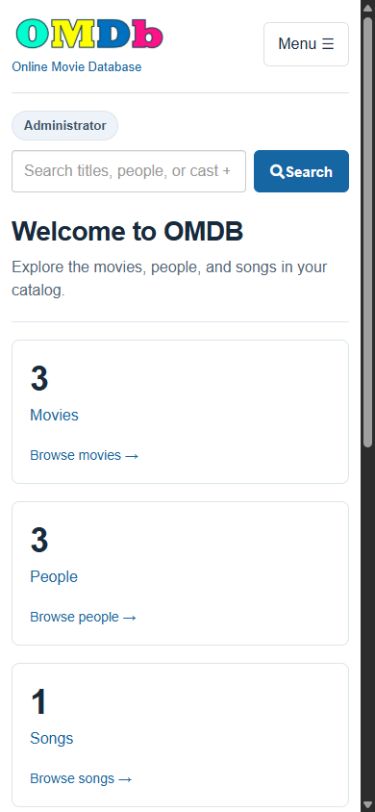 OMDb
Online Movie Database
Menu ☰
Administrator
Search titles, people, or cast +
Search
Welcome to OMDB
Explore the movies, people, and songs in your
catalog.
3
Movies
Browse movies →
3
People
Browse people →
1
Songs
Browse songs →